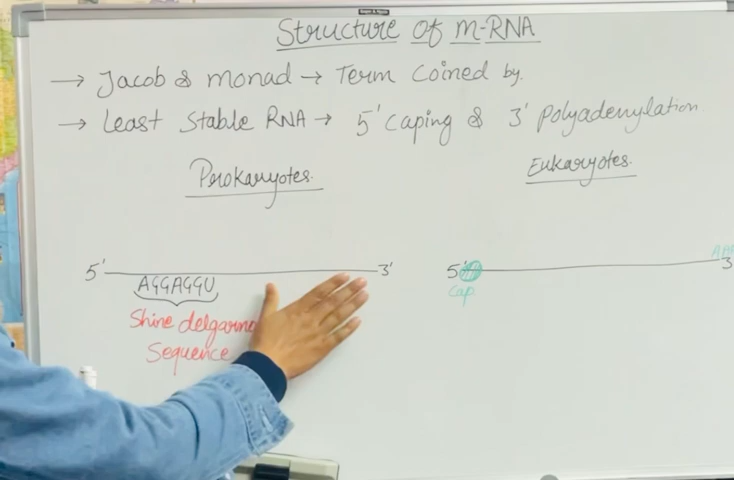 Structure of m-RNA
→ Jacob & monad → Term Coined by.
→ Least Stable RNA → 5' Caping & 3' Polyadenylation
Prokaryotes.
Eukaryotes.
5' 3'
AGGAGGU
Shine delgarno
Sequence
5' 3
Cap